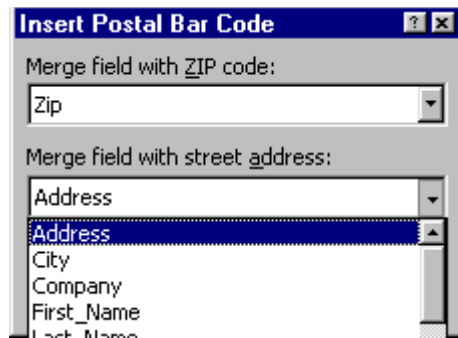 Insert Postal Bar Code
Merge field with ZIP code:
Zip
Merge field with street address:
Address
Address
City
Company
First_Name
Last_Name